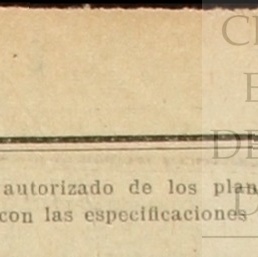 autorizado de los plan
con las especificaciones